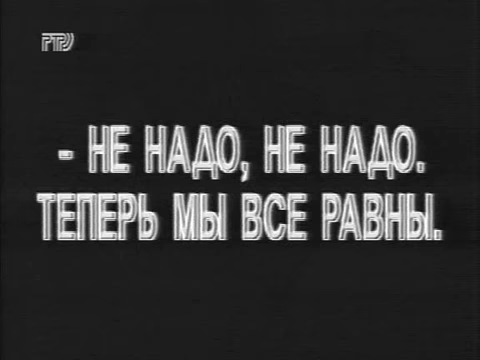 РТР
- НЕ НАДО, НЕ НАДО.
ТЕПЕРЬ МЫ ВСЕ РАВНЫ.